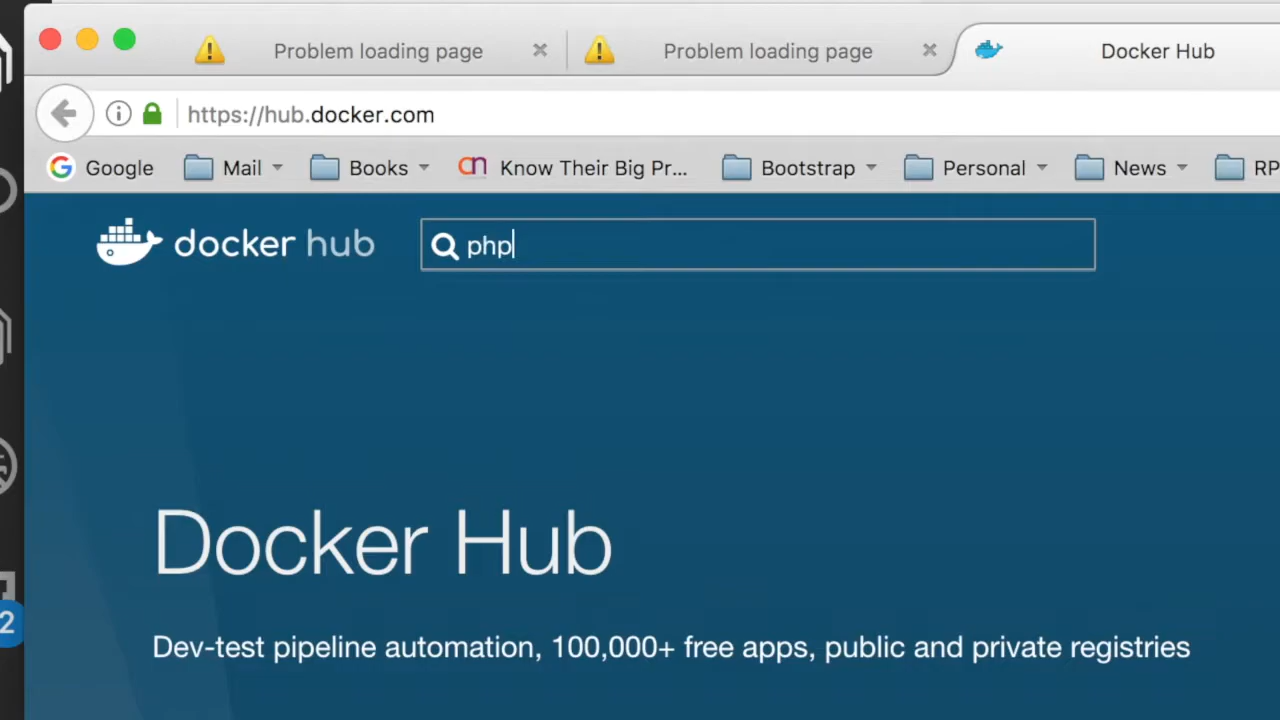 Problem loading page
Problem loading page
Docker Hub
https://hub.docker.com
Google Mail Books Know Their Big Pr... Bootstrap Personal News RP
docker hub
php
Docker Hub
Dev-test pipeline automation, 100,000+ free apps, public and private registries
2